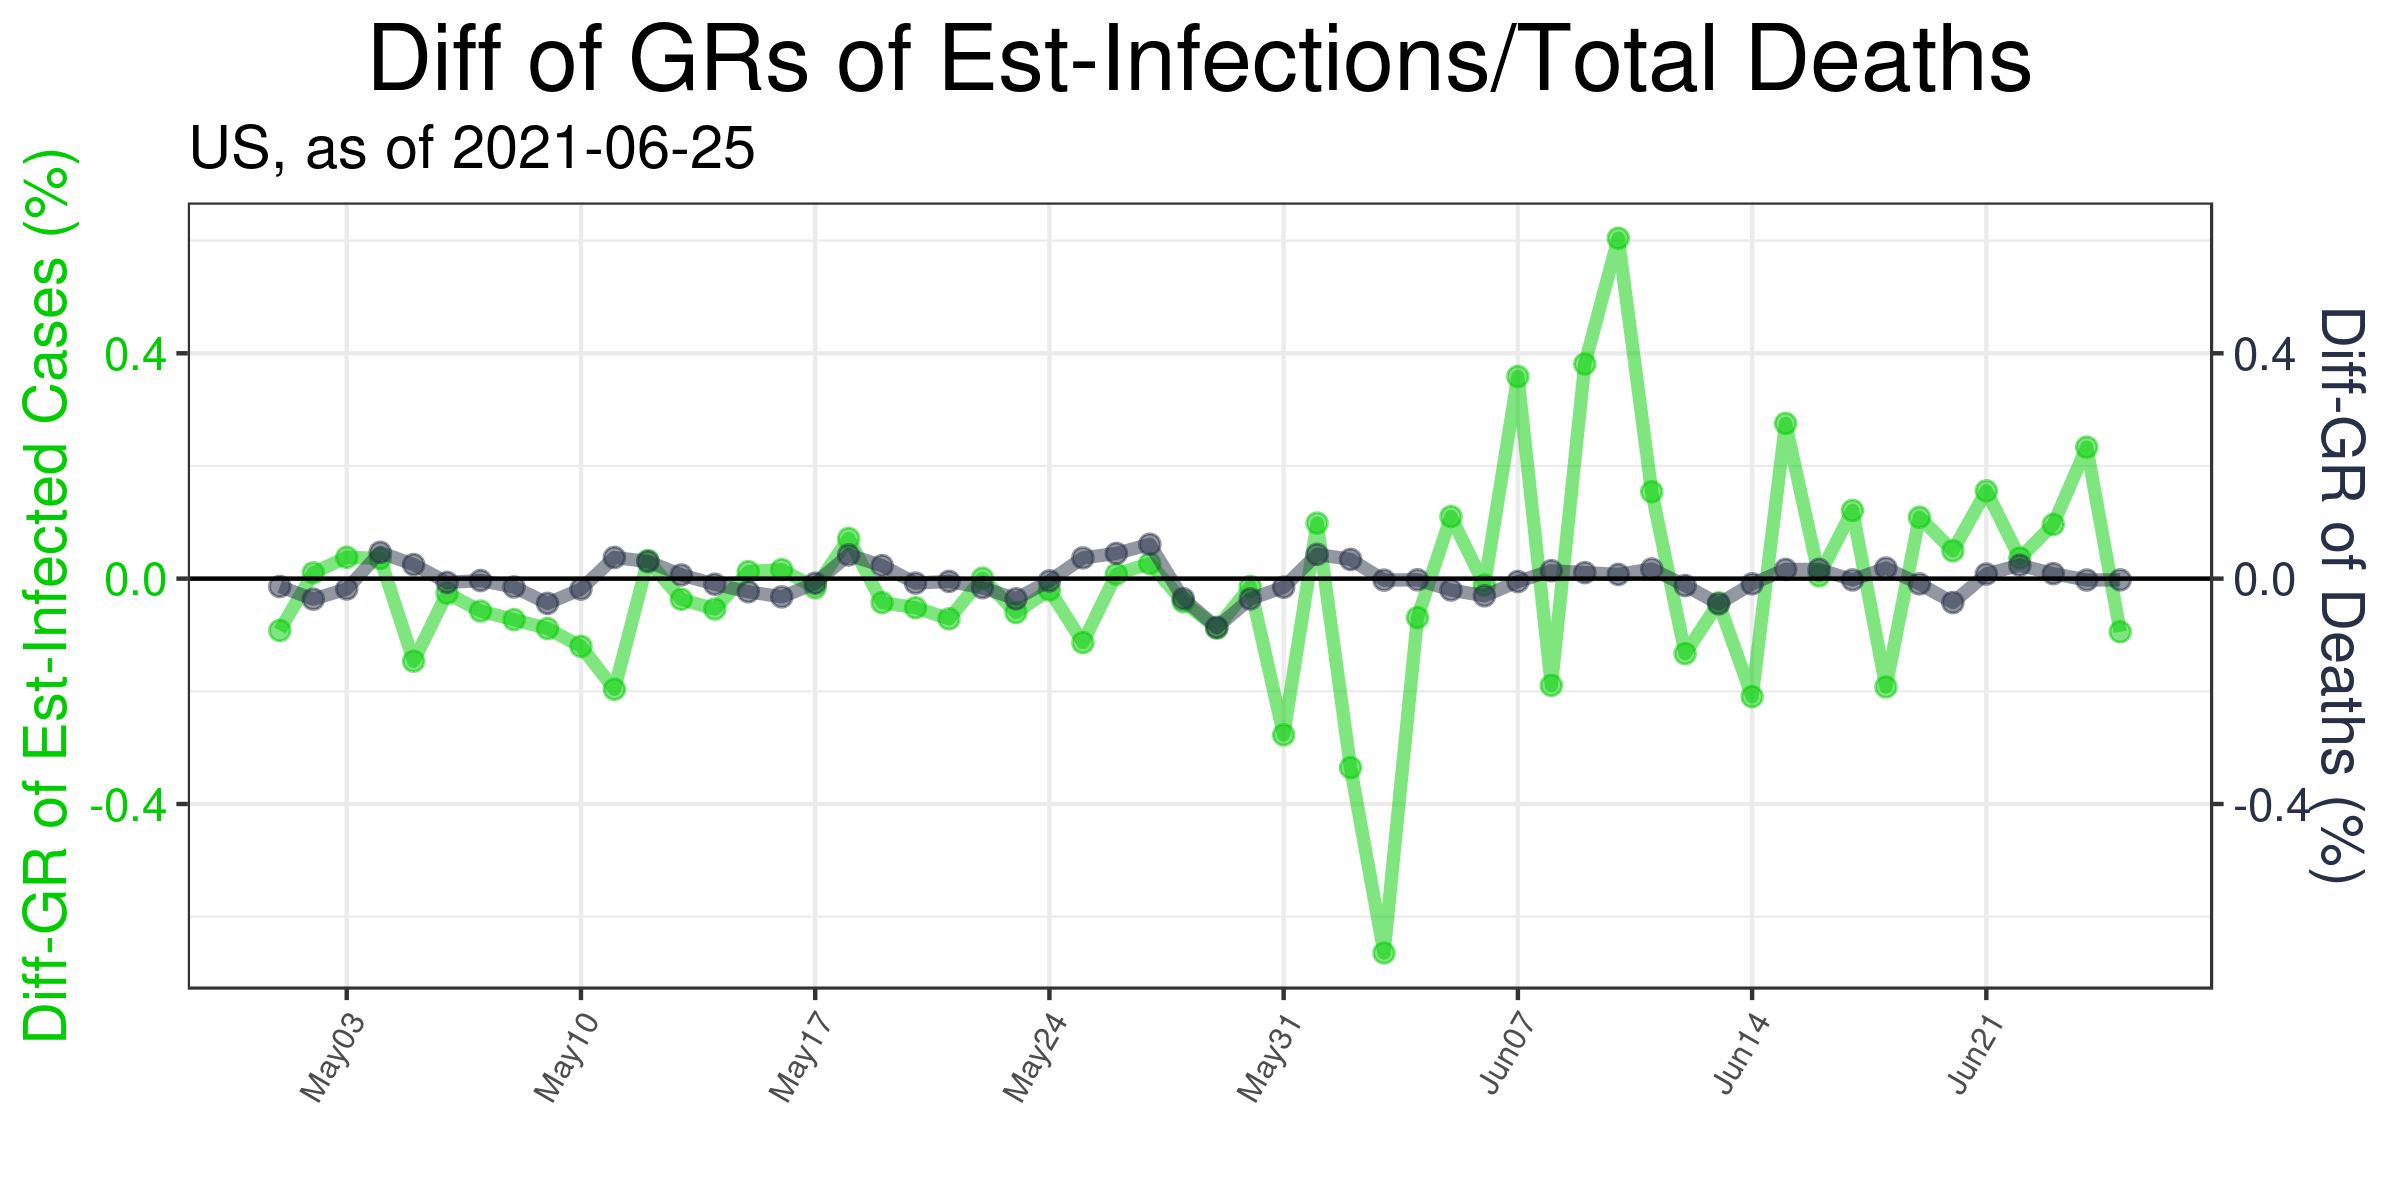 Diff of GRs of Est-Infections/Total Deaths
US, as of 2021-06-25
Diff-GR of Est-Infected Cases (%)
0.4
0.0
-0.4
0.4
0.0
-0.4
Diff-GR of Deaths (%)
May03
May10
May17
May24
May31
Jun07
Jun14
Jun21